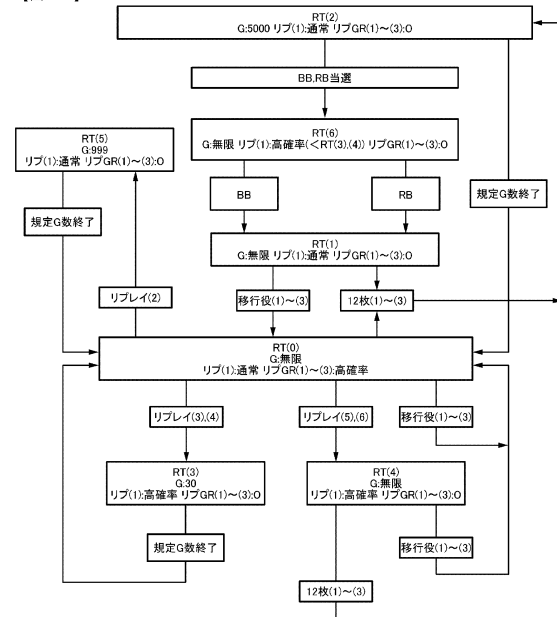 RT(2)
G:5000 リプ(1):通常 リプGR(1)～(3):O
BB,RB当選
RT(6)
G:無限 リプ(1):高確率(＜RT(3),(4)) リプGR(1)～(3):O
RT(5)
G:999
リプ(1):通常 リプGR(1)～(3):O
BB
RB
規定G数終了
規定G数終了
RT(1)
G:無限 リプ(1):通常 リプGR(1)～(3):O
リプレイ(2)
移行役(1)～(3)
12枚(1)～(3)
RT(0)
G:無限
リプ(1):通常 リプGR(1)～(3):高確率
リプレイ(3),(4)
リプレイ(5),(6)
移行役(1)～(3)
RT(3)
G:30
リプ(1):高確率 リプGR(1)～(3):O
RT(4)
G:無限
リプ(1):高確率 リプGR(1)～(3):O
規定G数終了
移行役(1)～(3)
12枚(1)～(3)